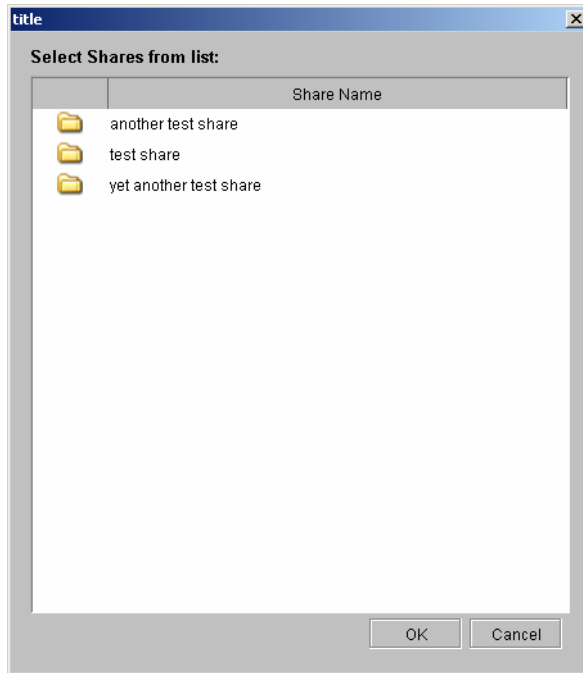 title
Select Shares from list:
Share Name
another test share
test share
yet another test share
OK Cancel